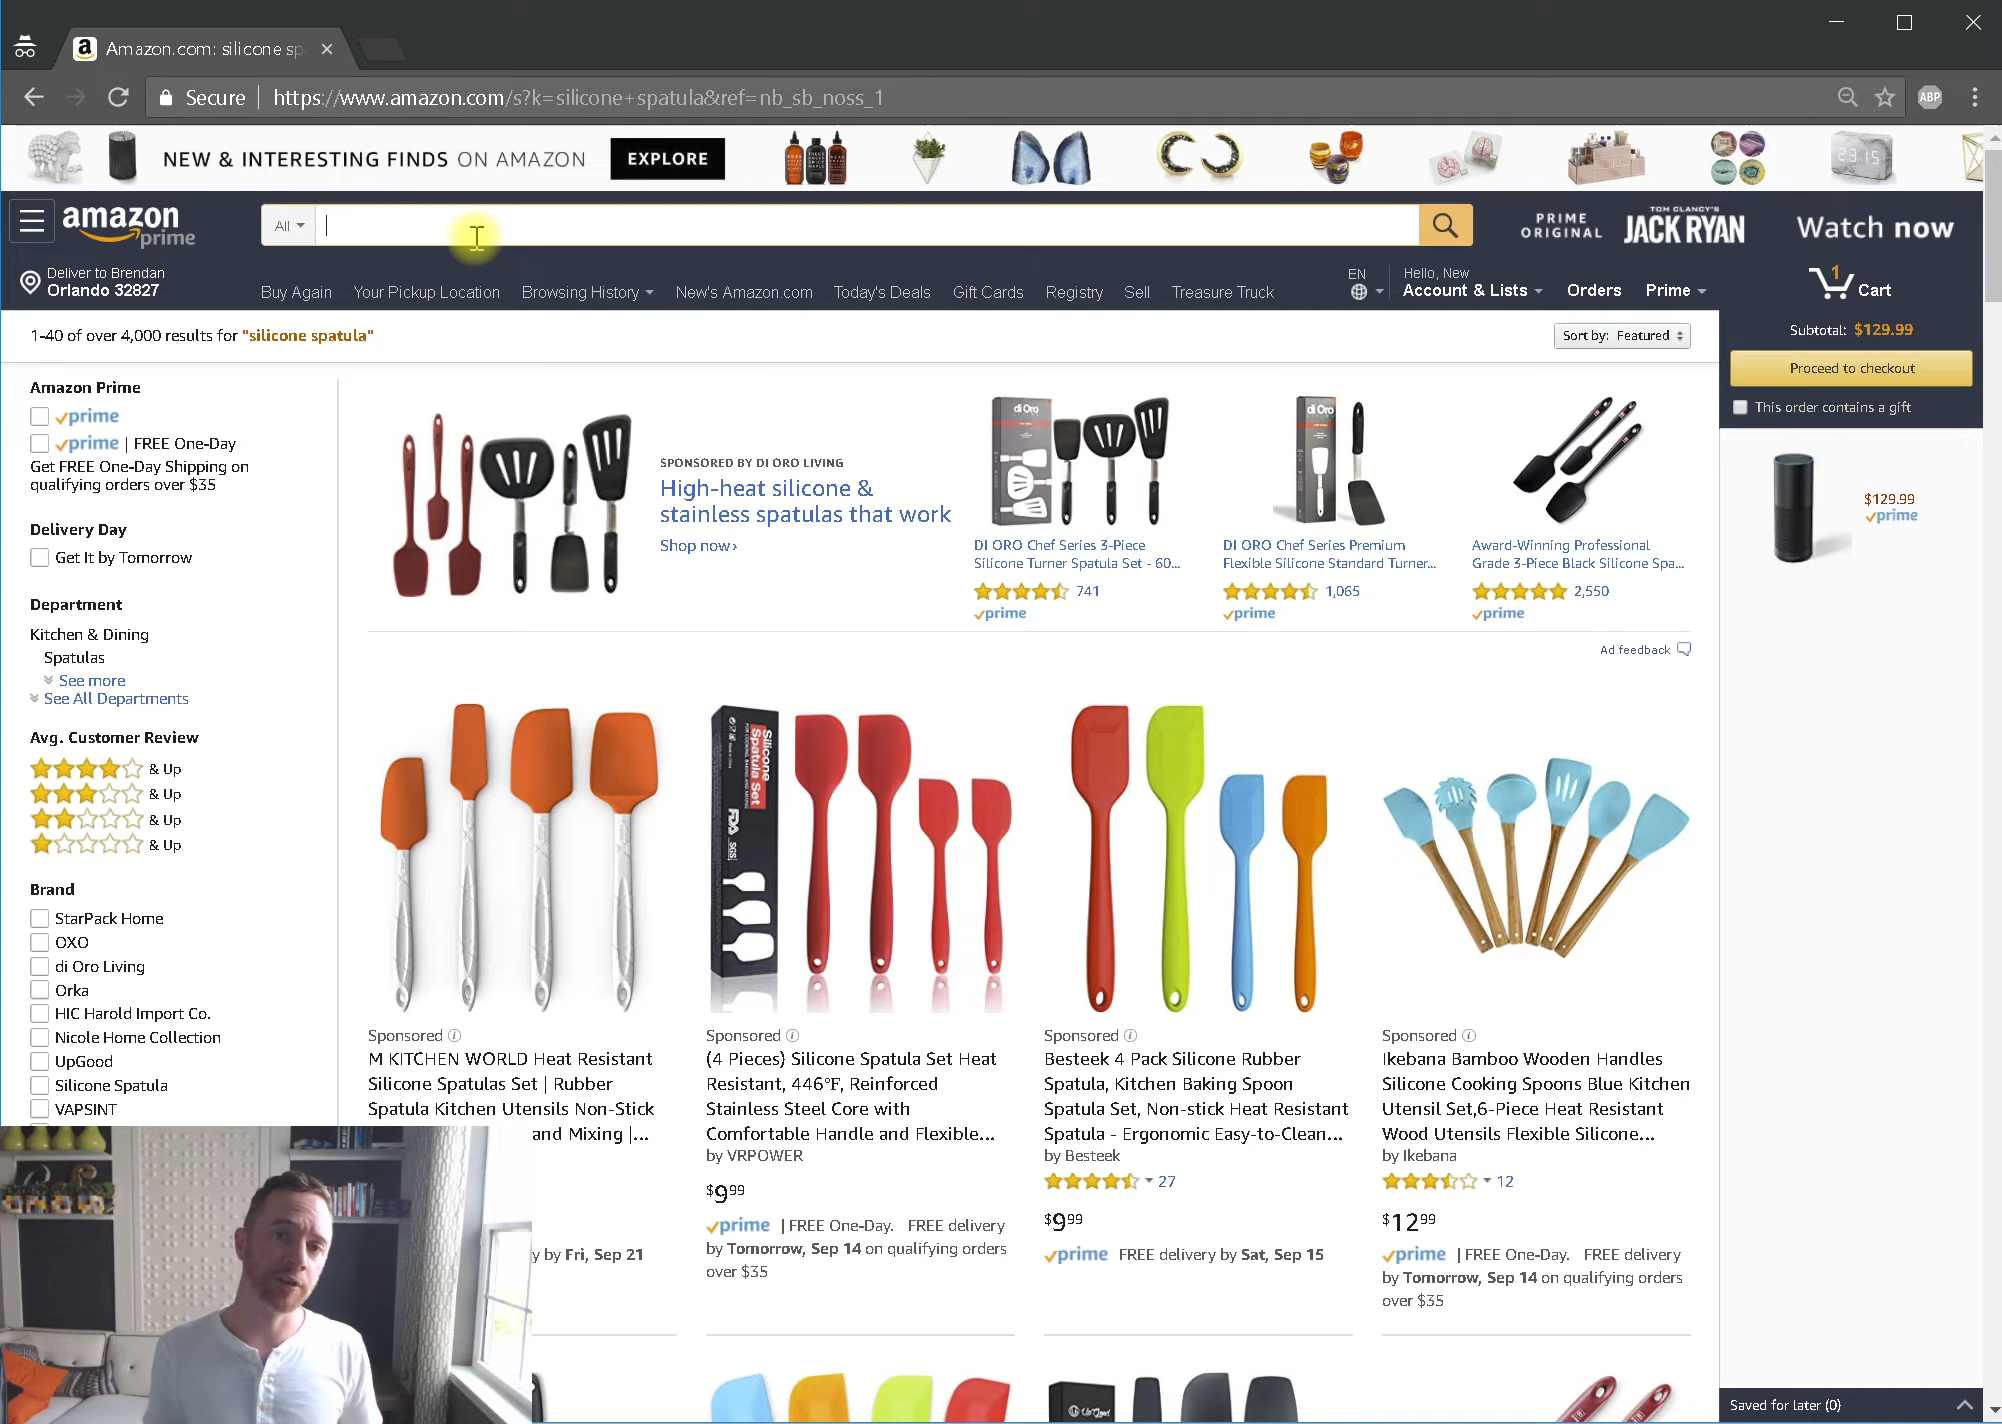 Amazon.com: silicone sp
Secure
https://www.amazon.com/s?k=silicone+spatula&ref=nb_sb_noss_1
ABP
NEW & INTERESTING FINDS ON AMAZON
EXPLORE
23:15
amazon
prime
All
PRIME
ORIGINAL
TOM CLANCY'S
JACK RYAN
Watch now
Deliver to Brendan
Orlando 32827
Buy Again
Your Pickup Location
Browsing History
New's Amazon.com
Today's Deals
Gift Cards
Registry
Sell
Treasure Truck
EN
Hello, New
Account & Lists
Orders
Prime
1
Cart
1-40 of over 4,000 results for "silicone spatula"
Sort by: Featured
Subtotal: $129.99
Proceed to checkout
This order contains a gift
$129.99
prime
Amazon Prime
prime
prime | FREE One-Day
Get FREE One-Day Shipping on
qualifying orders over $35
Delivery Day
Get It by Tomorrow
Department
Kitchen & Dining
Spatulas
See more
See All Departments
Avg. Customer Review
& Up
& Up
& Up
& Up
Brand
StarPack Home
OXO
di Oro Living
Orka
HIC Harold Import Co.
Nicole Home Collection
UpGood
Silicone Spatula
VAPSINT
SPONSORED BY DI ORO LIVING
High-heat silicone &
stainless spatulas that work
Shop now›
di Oro
DI ORO Chef Series 3-Piece
Silicone Turner Spatula Set - 60...
741
prime
di Oro
DI ORO Chef Series Premium
Flexible Silicone Standard Turner...
1,065
prime
Award-Winning Professional
Grade 3-Piece Black Silicone Spa...
2,550
prime
Ad feedback
Sponsored
M KITCHEN WORLD Heat Resistant
Silicone Spatulas Set | Rubber
Spatula Kitchen Utensils Non-Stick
and Mixing |...
y by Fri, Sep 21
Silicone
Spatula Set
FDA
SGS
Sponsored
(4 Pieces) Silicone Spatula Set Heat
Resistant, 446°F, Reinforced
Stainless Steel Core with
Comfortable Handle and Flexible...
by VRPOWER
$9 99
prime | FREE One-Day. FREE delivery
by Tomorrow, Sep 14 on qualifying orders
over $35
Sponsored
Besteek 4 Pack Silicone Rubber
Spatula, Kitchen Baking Spoon
Spatula Set, Non-stick Heat Resistant
Spatula - Ergonomic Easy-to-Clean...
by Besteek
27
$9 99
prime FREE delivery by Sat, Sep 15
Sponsored
Ikebana Bamboo Wooden Handles
Silicone Cooking Spoons Blue Kitchen
Utensil Set,6-Piece Heat Resistant
Wood Utensils Flexible Silicone...
by Ikebana
12
$12 99
prime | FREE One-Day. FREE delivery
by Tomorrow, Sep 14 on qualifying orders
over $35
UpGood
Saved for later (0)